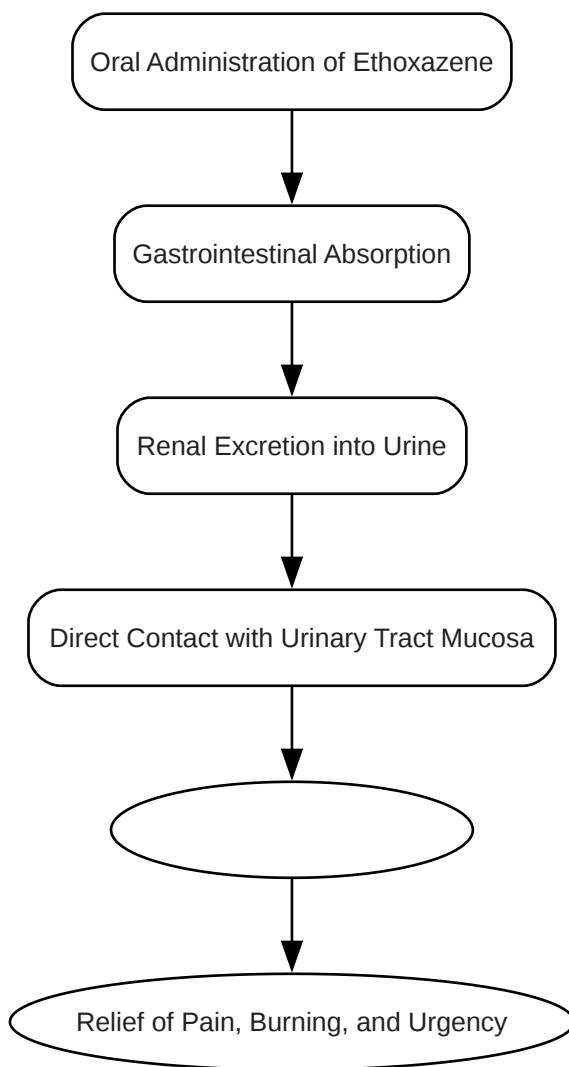 Oral Administration of Ethoxazene
Gastrointestinal Absorption
Renal Excretion into Urine
Direct Contact with Urinary Tract Mucosa
Relief of Pain, Burning, and Urgency